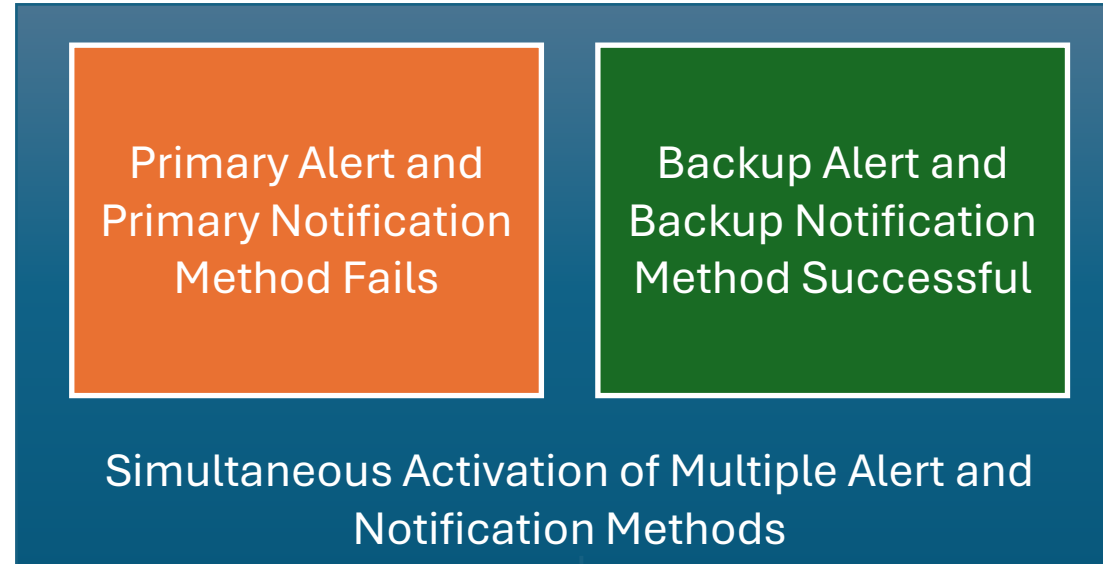 Primary Alert and
Primary Notification
Method Fails
Backup Alert and
Backup Notification
Method Successful
Simultaneous Activation of Multiple Alert and
Notification Methods